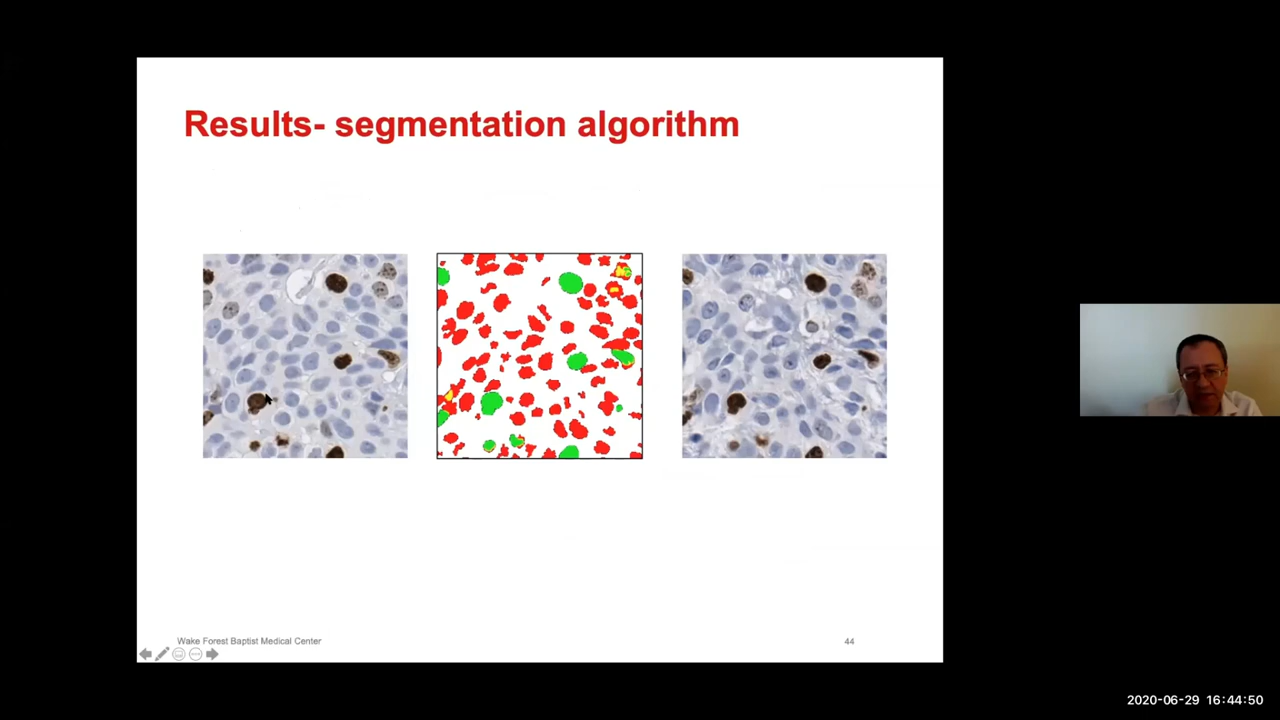 Results- segmentation algorithm
Wake Forest Baptist Medical Center
44
2020-06-29 16:44:50